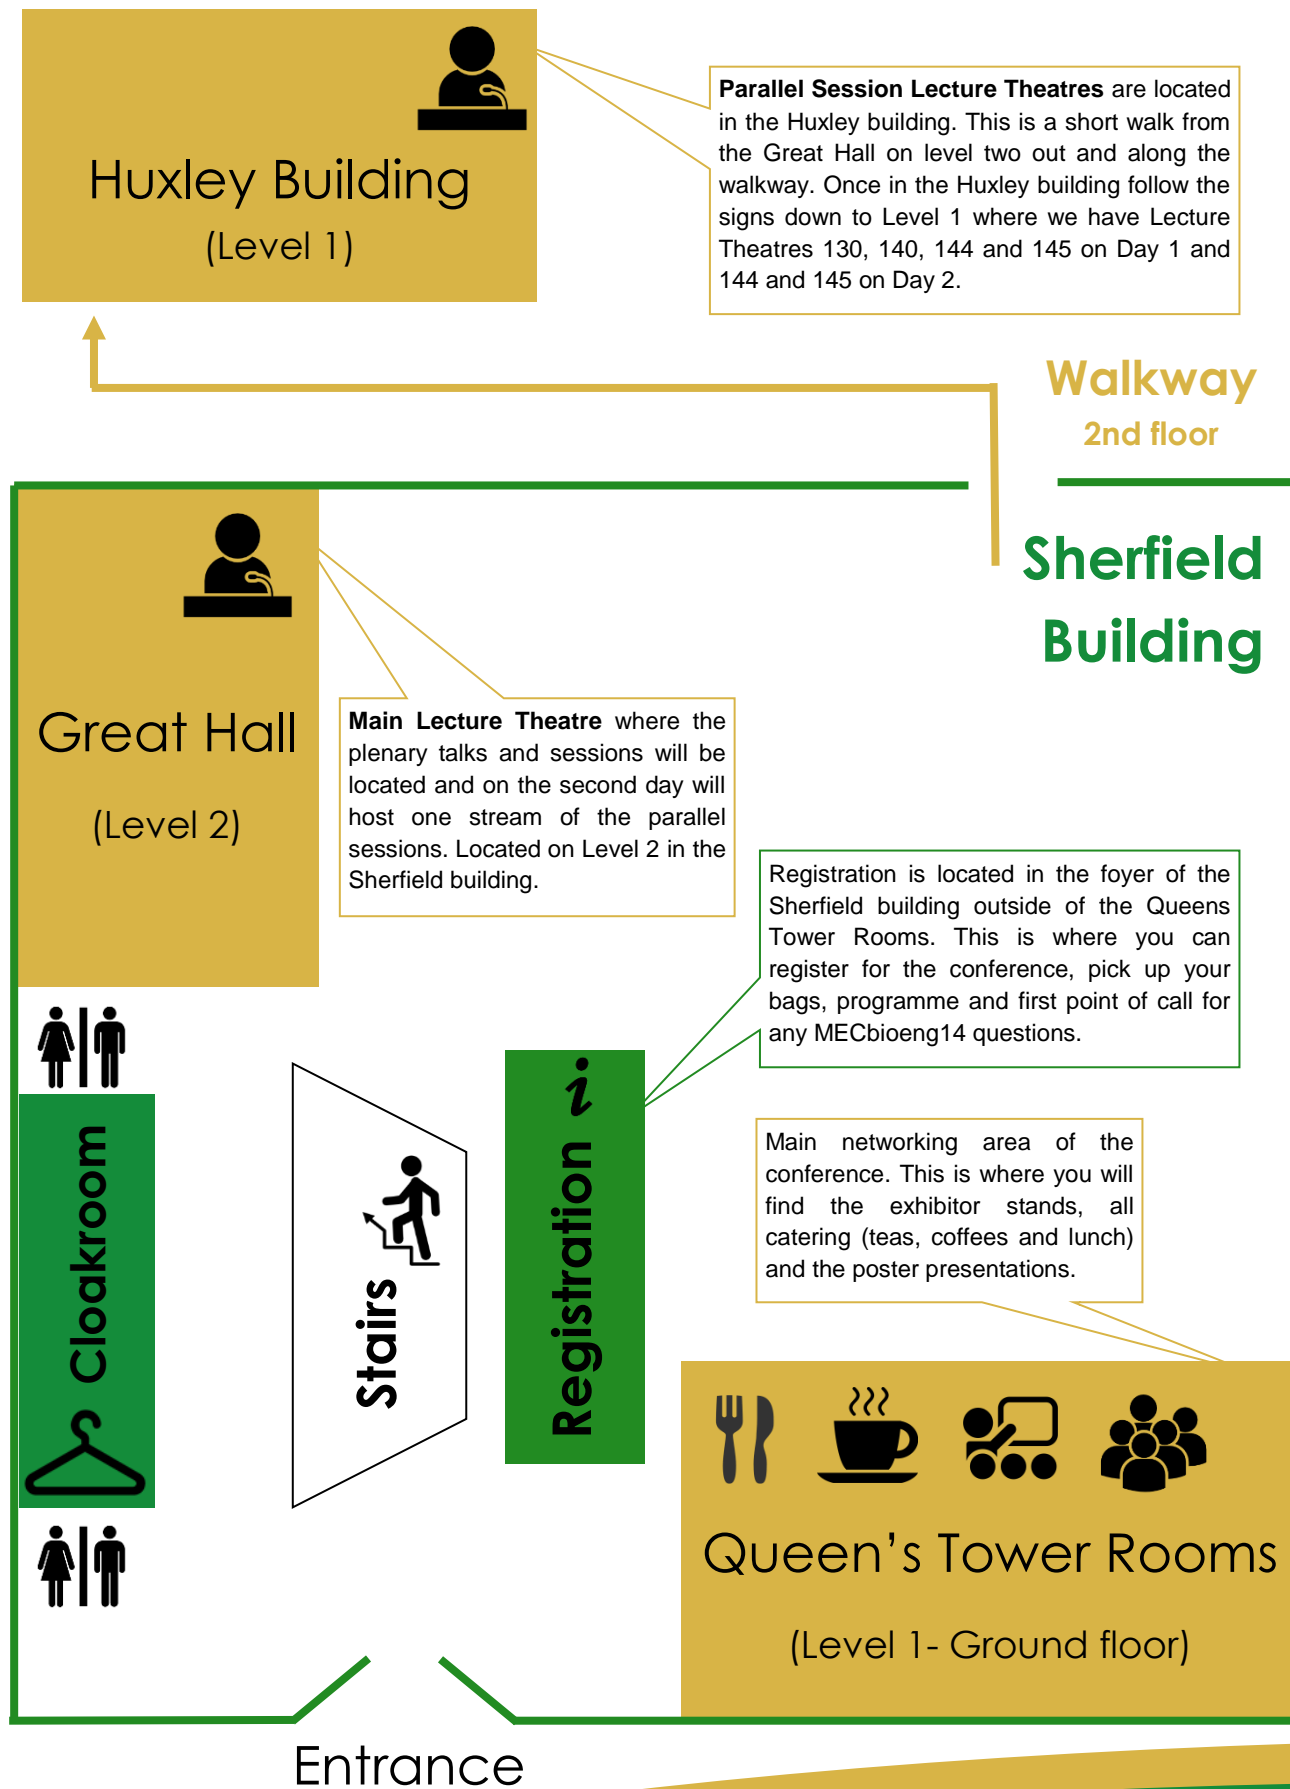 Huxley Building
(Level 1)
Parallel Session Lecture Theatres are located
in the Huxley building. This is a short walk from
the Great Hall on level two out and along the
walkway. Once in the Huxley building follow the
signs down to Level 1 where we have Lecture
Theatres 130, 140, 144 and 145 on Day 1 and
144 and 145 on Day 2.
Walkway
2nd floor
Sherfield
Building
Great Hall
(Level 2)
Main Lecture Theatre where the
plenary talks and sessions will be
located and on the second day will
host one stream of the parallel
sessions. Located on Level 2 in the
Sherfield building.
Registration is located in the foyer of the
Sherfield building outside of the Queens
Tower Rooms. This is where you can
register for the conference, pick up your
bags, programme and first point of call for
any MECbioeng14 questions.
Cloakroom
Stairs
Registration i
Main networking area of the
conference. This is where you will
find the exhibitor stands, all
catering (teas, coffees and lunch)
and the poster presentations.
Queen’s Tower Rooms
(Level 1- Ground floor)
Entrance